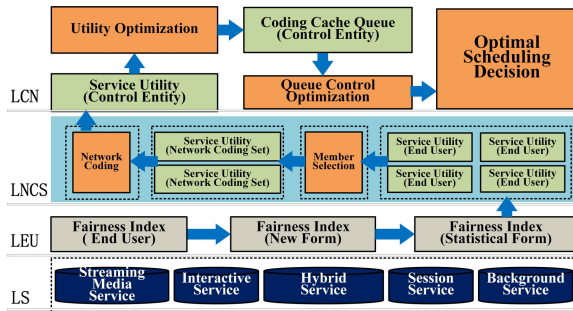 Utility Optimization
Coding Cache Queue
(Control Entity)
Optimal
Scheduling
Decision
LCN
Service Utility
(Control Entity)
Queue Control
Optimization
LNCS
Network
Coding
Service Utility
(Network Coding Set)
Service Utility
(Network Coding Set)
Member
Selection
Service Utility
(End User)
Service Utility
(End User)
Service Utility
(End User)
Service Utility
(End User)
LEU
Fairness Index
( End User)
Fairness Index
(New Form)
Fairness Index
(Statistical Form)
LS
Streaming
Media
Service
Interactive
Service
Hybrid
Service
Session
Service
Background
Service